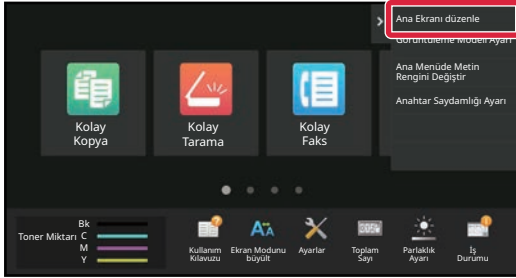 Ana Ekranı düzenle
Görüntüleme Modeli Ayarı
Ana Menüde Metin
Rengini Değiştir
Anahtar Saydamlığı Ayarı
Kolay
Kopya
Kolay
Tarama
Kolay
Faks
Toner Miktarı
Bk
C
M
Y
Kullanım
Kılavuzu
Ekran Modunu
büyült
Ayarlar
Toplam
Sayı
Parlaklık
Ayarı
İş
Durumu